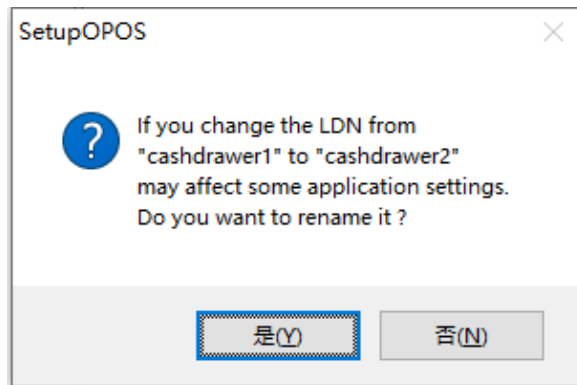 SetupOPOS
If you change the LDN from
"cashdrawer1" to "cashdrawer2"
may affect some application settings.
Do you want to rename it ?
是(Y)
否(N)